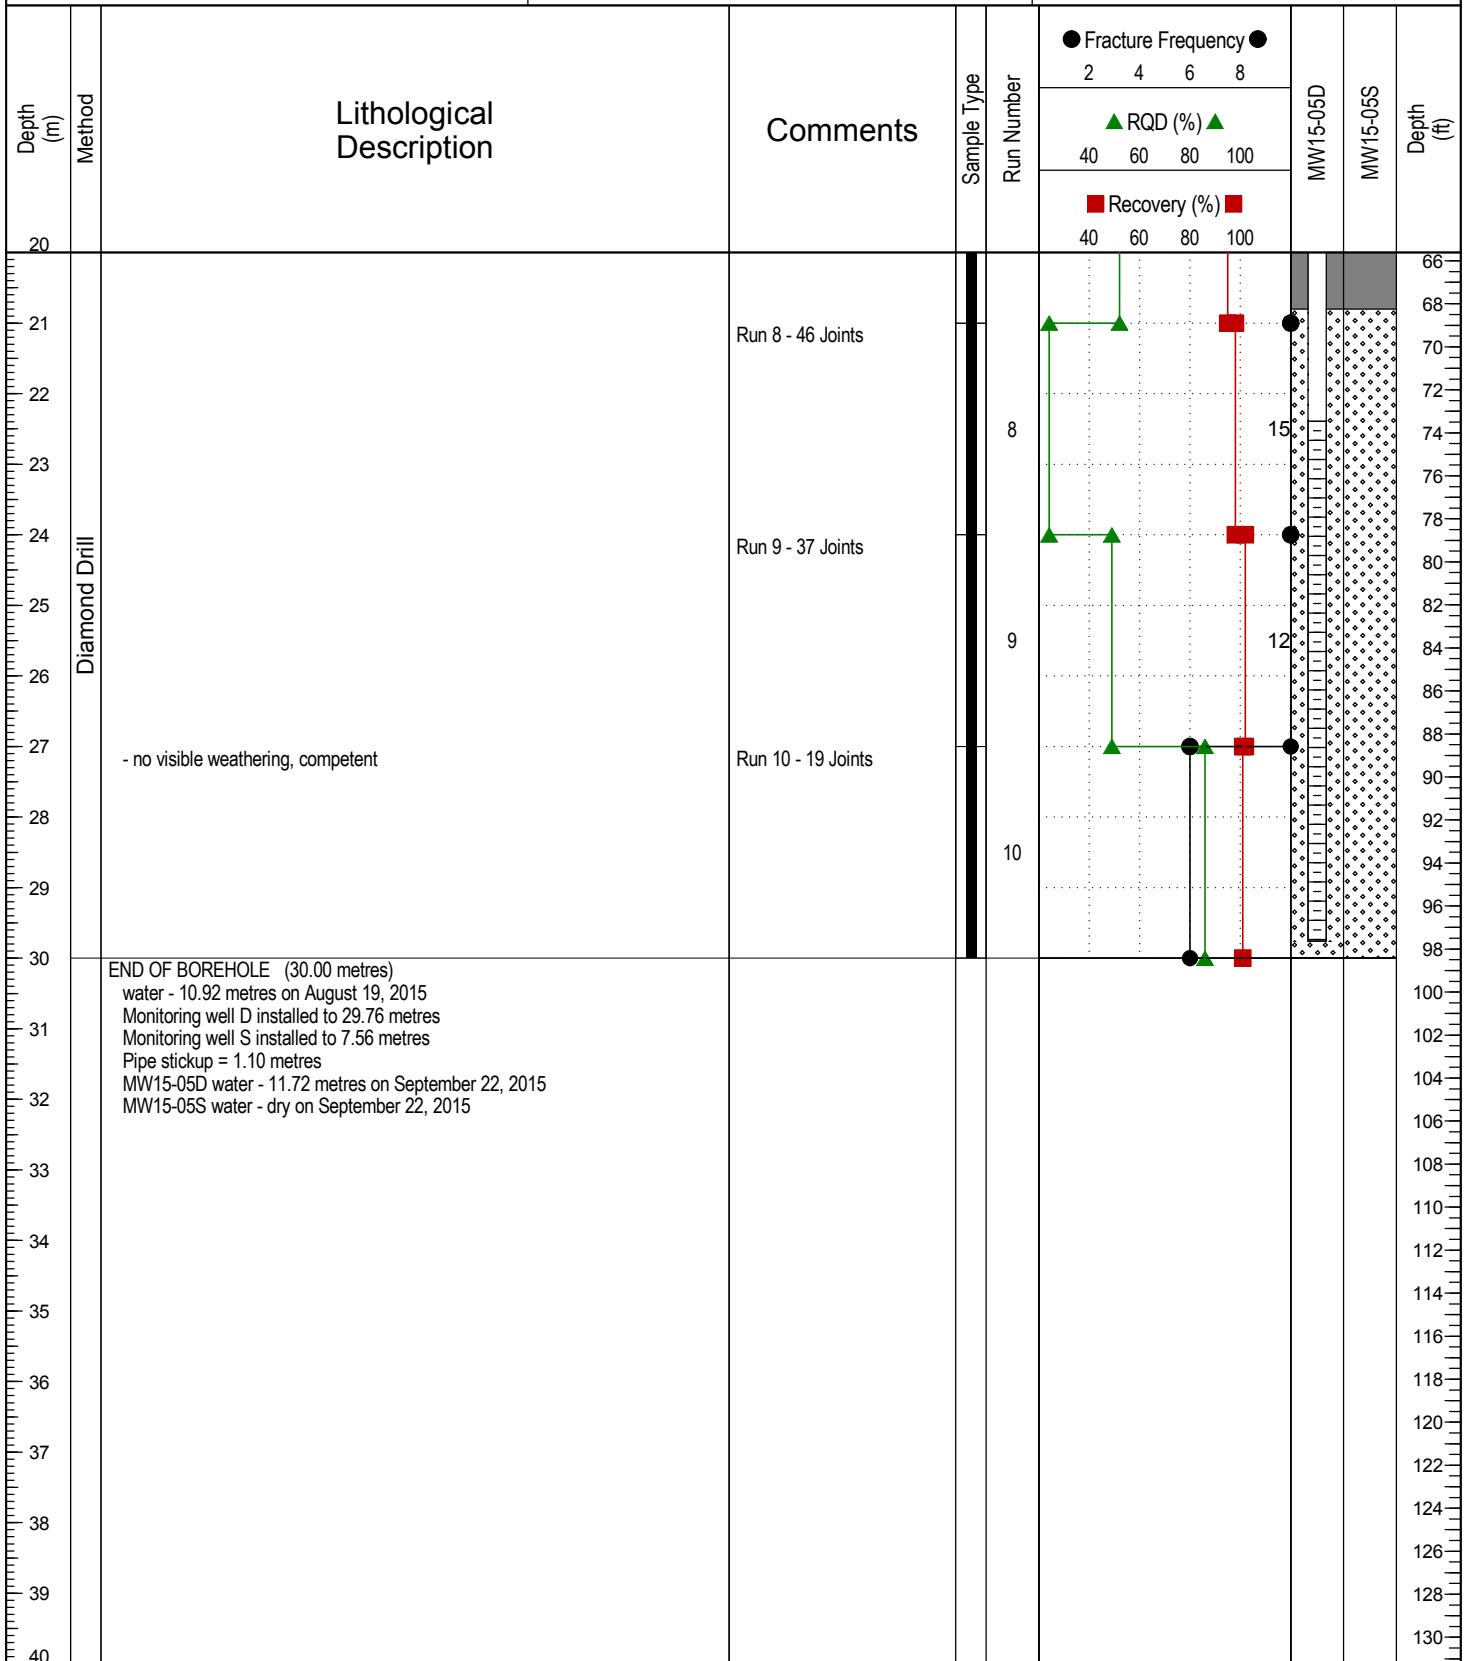 Depth
(m)
Method
Lithological
Description
Comments
Sample Type
Run Number
Fracture Frequency
2 4 6 8
RQD (%)
40 60 80 100
Recovery (%)
40 60 80 100
MW15-05D
MW15-05S
Depth
(ft)
20
66
68
21
Run 8 - 46 Joints
70
22
72
8
15
74
23
76
78
24
Diamond Drill
Run 9 - 37 Joints
80
25
82
9
12
84
26
86
88
27
- no visible weathering, competent
Run 10 - 19 Joints
90
28
92
10
94
29
96
98
30
END OF BOREHOLE (30.00 metres)
water - 10.92 metres on August 19, 2015
100
Monitoring well D installed to 29.76 metres
31
Monitoring well S installed to 7.56 metres
102
Pipe stickup = 1.10 metres
MW15-05D water - 11.72 metres on September 22, 2015
104
32
MW15-05S water - dry on September 22, 2015
106
33
108
110
34
112
35
114
116
36
118
120
37
122
38
124
126
39
128
130
40